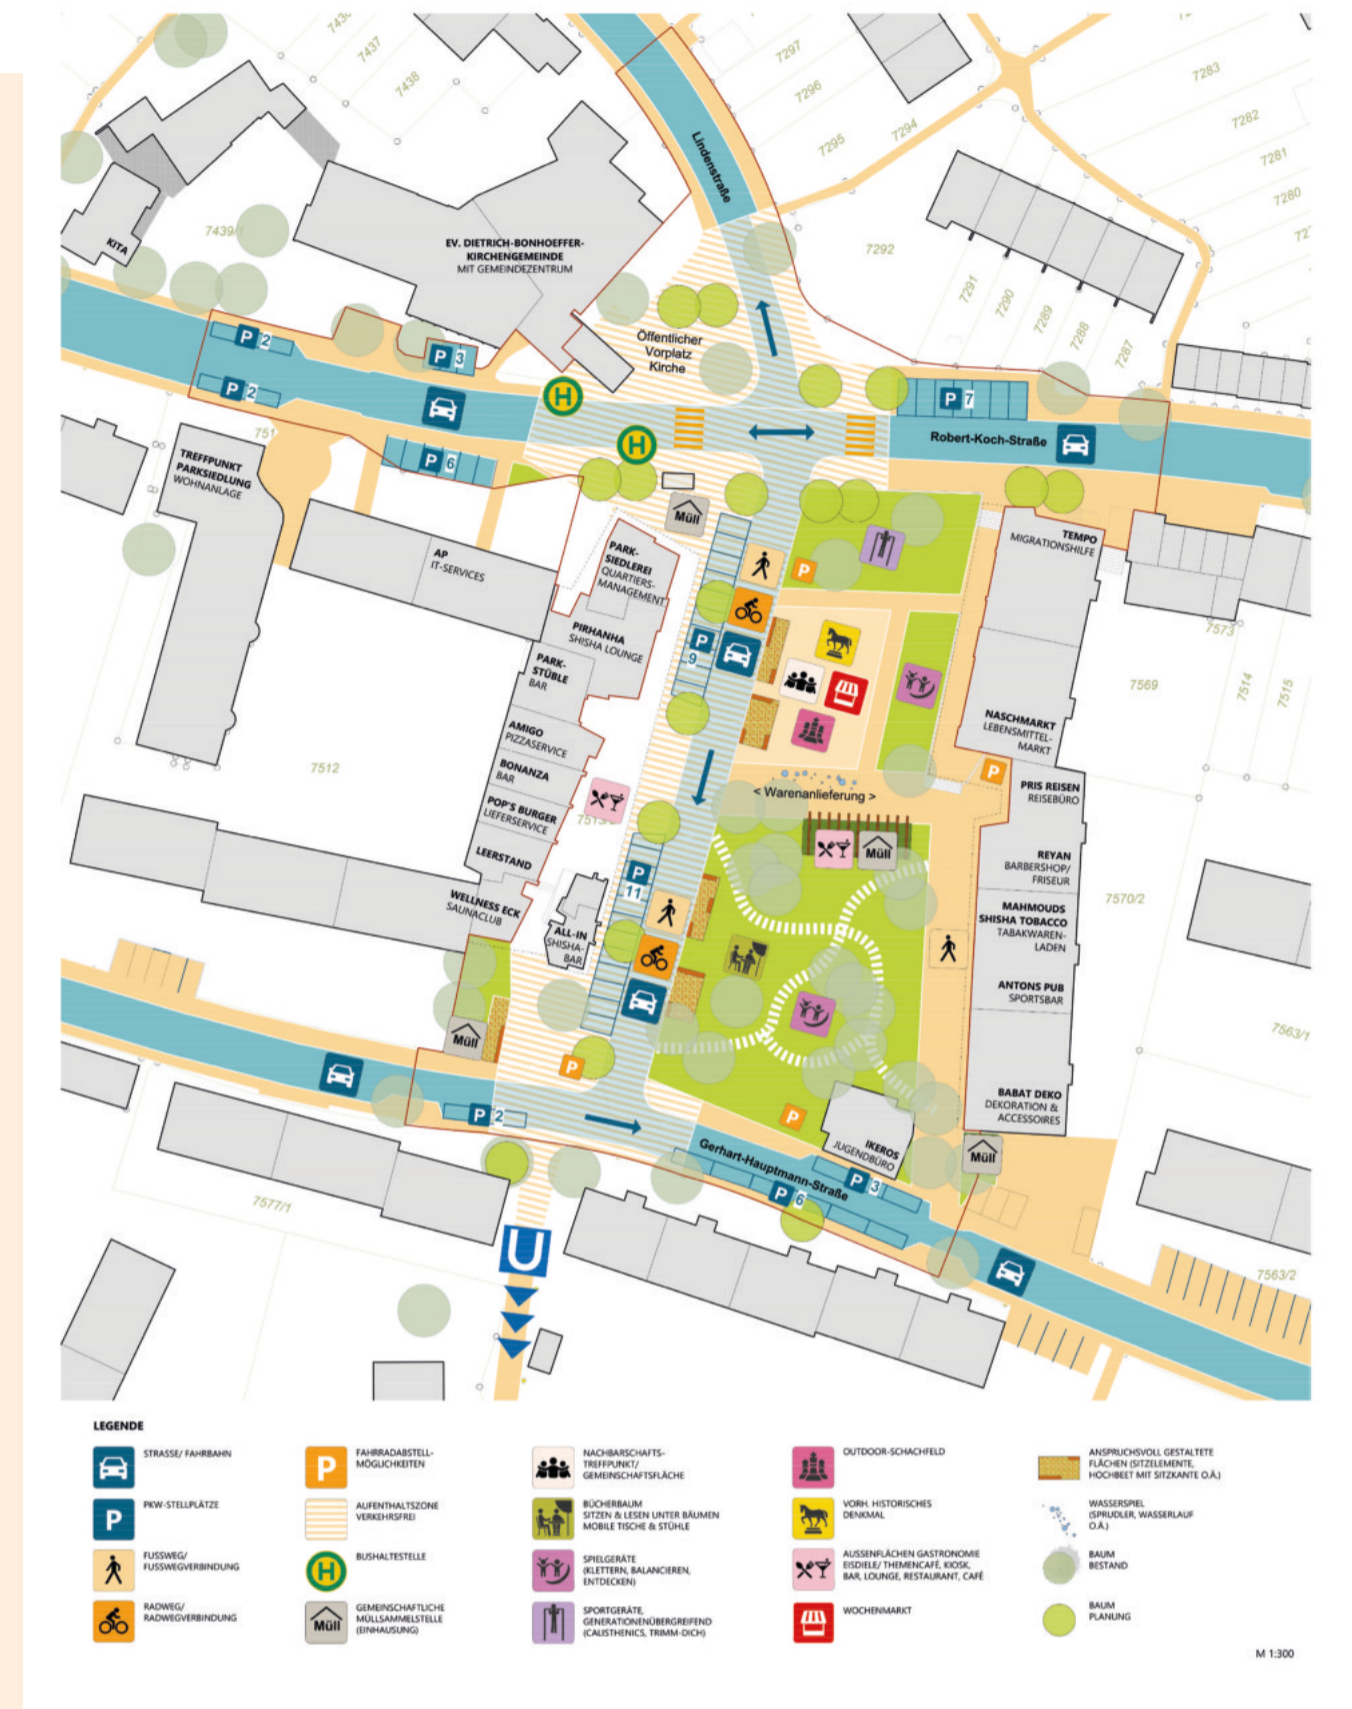 7437
7438
7297
7296
7295
7294
7283
7282
7281
7280
Lindenstraße
7439/1
KITA
EV. DIETRICH-BONHOEFFER-
KIRCHENGEMEINDE
MIT GEMEINDEZENTRUM
7292
7291
7290
7289
7288
7287
Öffentlicher
Vorplatz
Kirche
P 2
P 3
P 2
H
H
P 7
Robert-Koch-Straße
P 6
TREFFPUNKT
PARKSIEDLUNG
WOHNANLAGE
AP
IT-SERVICES
Müll
PARK-
SIEDLEREI
QUARTIERS-
MANAGEMENT
PIRHANHA
SHISHA LOUNGE
PARK-
STÜBLE
BAR
AMIGO
PIZZASERVICE
BONANZA
BAR
POP'S BURGER
LIEFERSERVICE
LEERSTAND
WELLNESS ECK
SAUNACLUB
ALL-IN
SHISHA-
BAR
7512
P
P
9
TEMPO
MIGRATIONSHILFE
7573
7569
7514
7515
NASCHMARKT
LEBENSMITTEL-
MARKT
P
PRIS REISEN
REISEBÜRO
< Warenanlieferung >
Müll
REYAN
BARBERSHOP/
FRISEUR
MAHMOUDS
SHISHA TOBACCO
TABAKWAREN-
LADEN
ANTONS PUB
SPORTSBAR
BABAT DEKO
DEKORATION &
ACCESSOIRES
7570/2
7563/1
P
11
Müll
P
P 2
P
IKEROS
JUGENDBÜRO
Müll
Gerhart-Hauptmann-Straße
P 3
P 6
7577/1
U
7563/2
LEGENDE
STRASSE/ FAHRBAHN
P
PKW-STELLPLÄTZE
FUSSWEG/
FUSSWEGVERBINDUNG
RADWEG/
RADWEGVERBINDUNG
P
FAHRRADABSTELL-
MÖGLICHKEITEN
AUFENTHALTSZONE
VERKEHRSFREI
H
BUSHALTESTELLE
Müll
GEMEINSCHAFTLICHE
MÜLLSAMMELSTELLE
(EINHAUSUNG)
NACHBARSCHAFTS-
TREFFPUNKT/
GEMEINSCHAFTSFLÄCHE
BÜCHERBAUM
SITZEN & LESEN UNTER BÄUMEN
MOBILE TISCHE & STÜHLE
SPIELGERÄTE
(KLETTERN, BALANCIEREN,
ENTDECKEN)
SPORTGERÄTE,
GENERATIONENÜBERGREIFEND
(CALISTHENICS, TRIMM-DICH)
OUTDOOR-SCHACHFELD
VORH. HISTORISCHES
DENKMAL
AUSSENFLÄCHEN GASTRONOMIE
EISDIELE/ THEMENCAFÉ, KIOSK,
BAR, LOUNGE, RESTAURANT, CAFÉ
WOCHENMARKT
ANSPRUCHSVOLL GESTALTETE
FLÄCHEN (SITZELEMENTE,
HOCHBEET MIT SITZKANTE O.Ä.)
WASSERSPIEL
(SPRUDLER, WASSERLAUF
O.Ä.)
BAUM
BESTAND
BAUM
PLANUNG
M 1:300